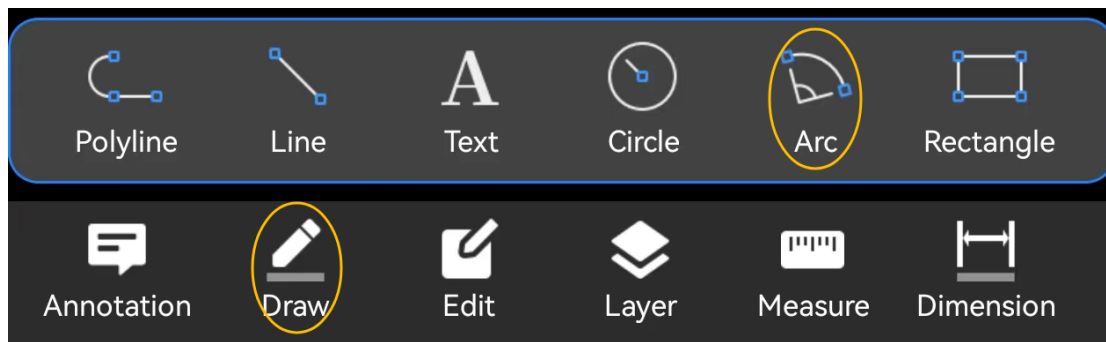 Polyline Line Text Circle Arc Rectangle
Annotation Draw Edit Layer Measure Dimension